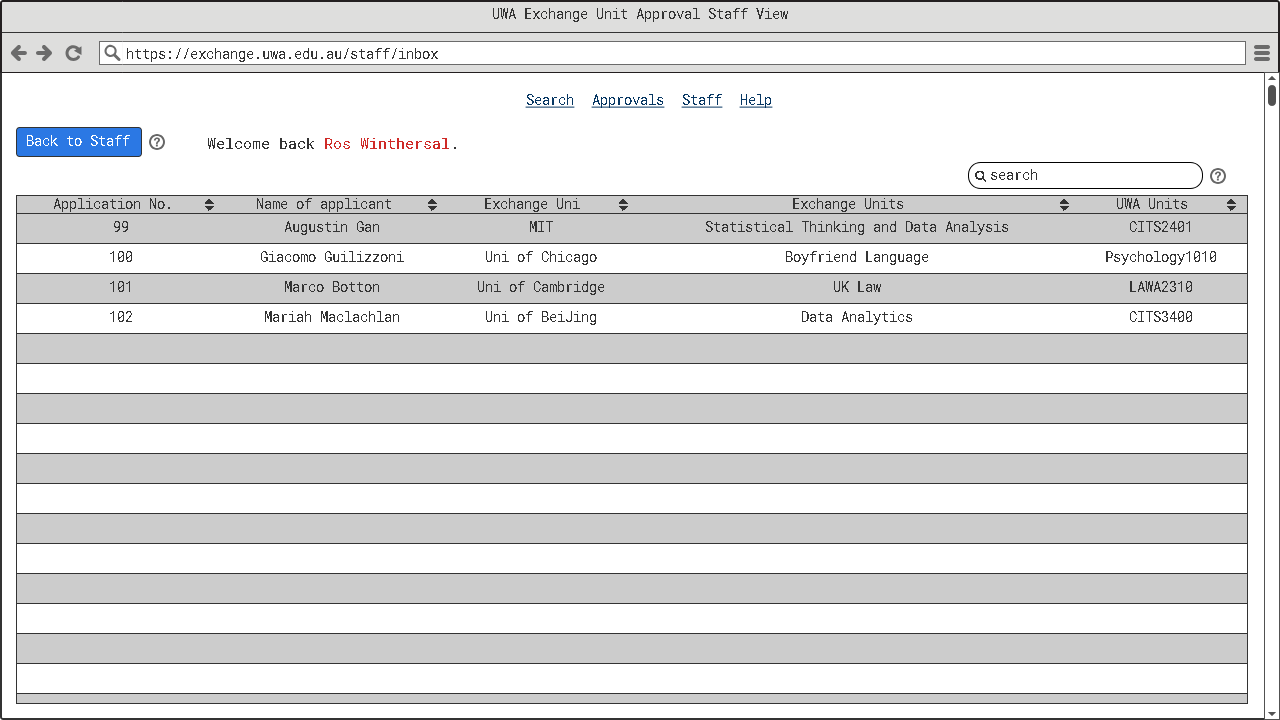 UWA Exchange Unit Approval Staff View
https://exchange.uwa.edu.au/staff/inbox
Search Approvals Staff Help
Back to Staff ? Welcome back Ros Winthersal.
search ?
Application No. Name of applicant Exchange Uni Exchange Units UWA Units
99 Augustin Gan MIT Statistical Thinking and Data Analysis CITS2401
100 Giacomo Guilizzoni Uni of Chicago Boyfriend Language Psychology1010
101 Marco Botton Uni of Cambridge UK Law LAWA2310
102 Mariah Maclachlan Uni of BeiJing Data Analytics CITS3400